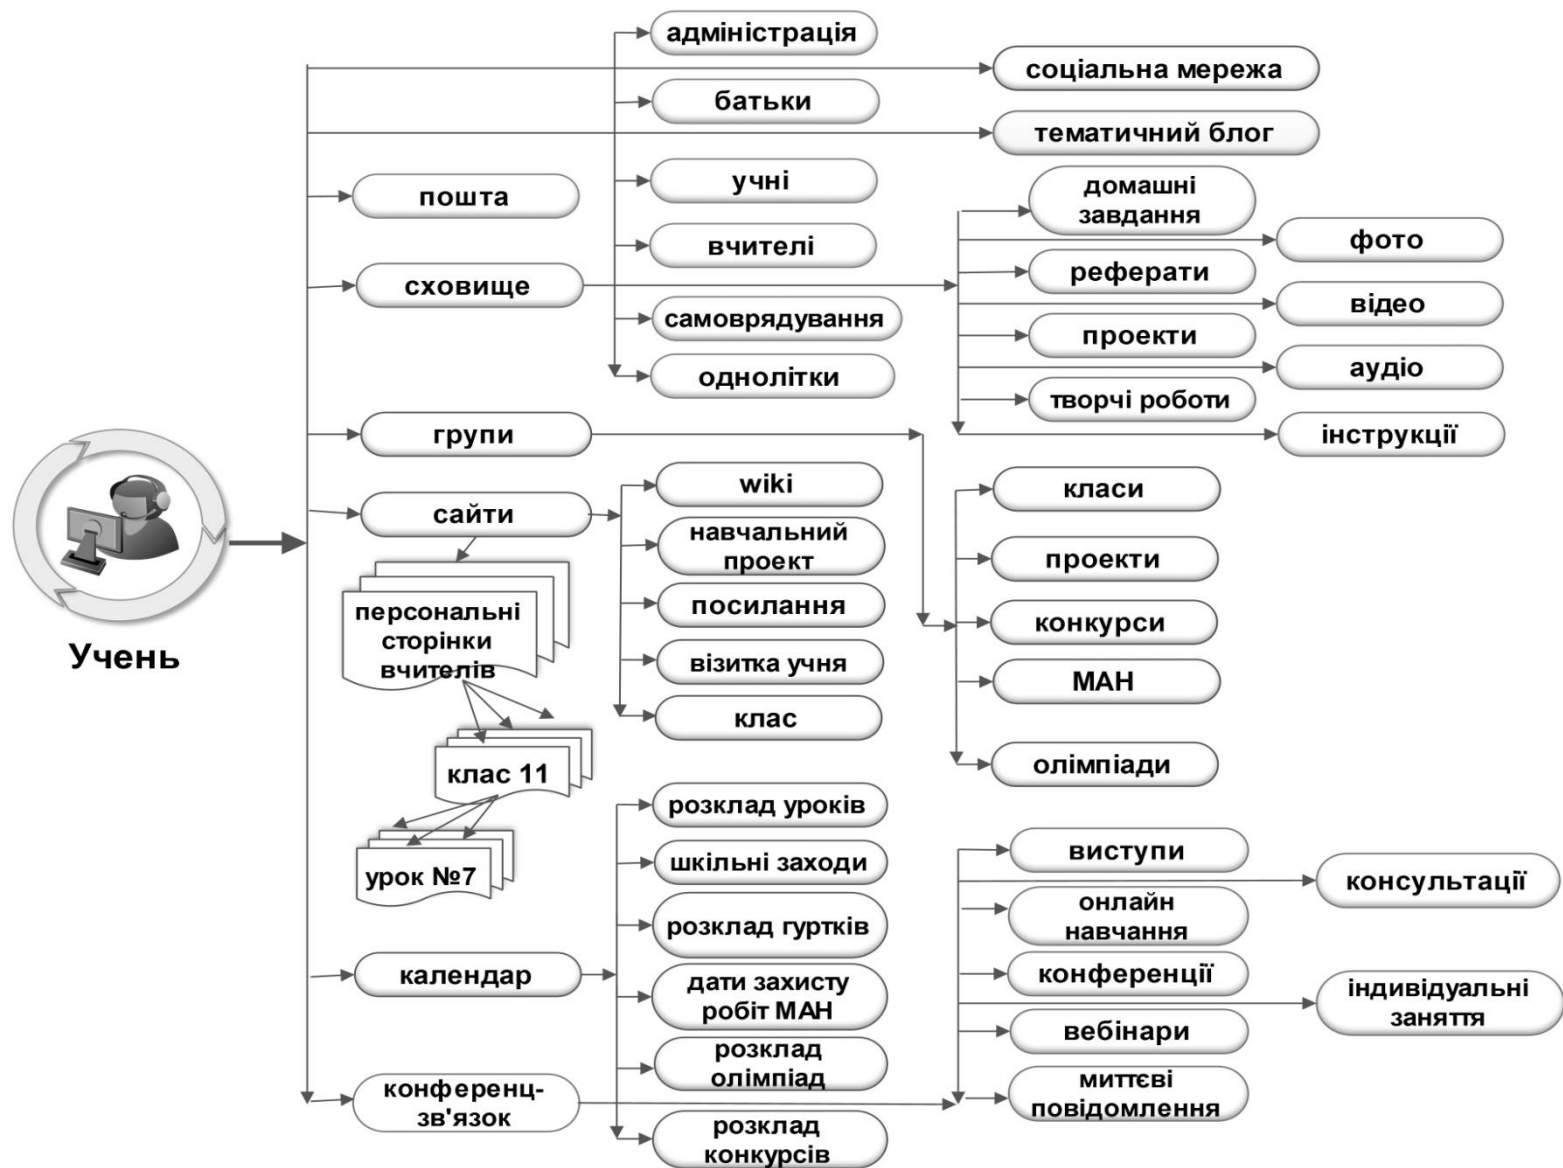 адміністрація
соціальна мережа
батьки
тематичний блог
пошта
учні
вчителі
сховище
самоврядування
однолітки
домашні
завдання
фото
реферати
відео
проекти
аудіо
творчі роботи
інструкції
групи
сайти
wiki
навчальний
проект
посилання
візитка учня
клас
класи
проекти
конкурси
МАН
олімпіади
Учень
персональні
сторінки
вчителів
клас 11
урок №7
календар
розклад уроків
шкільні заходи
розклад гуртків
дати захисту
робіт МАН
розклад
олімпіад
розклад
конкурсів
конференц-
зв'язок
виступи
консультації
онлайн
навчання
конференції
індивідуальні
заняття
вебінари
миттєві
повідомлення